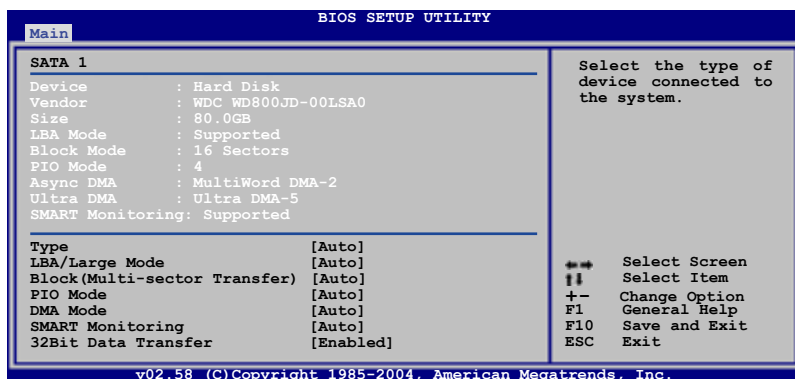 BIOS SETUP UTILITY
Main
SATA 1
Device : Hard Disk
Vendor : WDC WD800JD-00LSA0
Size : 80.0GB
LBA Mode : Supported
Block Mode : 16 Sectors
PIO Mode : 4
Async DMA : MultiWord DMA-2
Ultra DMA : Ultra DMA-5
SMART Monitoring: Supported
Type [Auto]
LBA/Large Mode [Auto]
Block(Multi-sector Transfer) [Auto]
PIO Mode [Auto]
DMA Mode [Auto]
SMART Monitoring [Auto]
32Bit Data Transfer [Enabled]
Select the type of
device connected to
the system.
Select Screen
Select Item
+- Change Option
F1 General Help
F10 Save and Exit
ESC Exit
v02.58 (C)Copyright 1985-2004, American Megatrends, Inc.